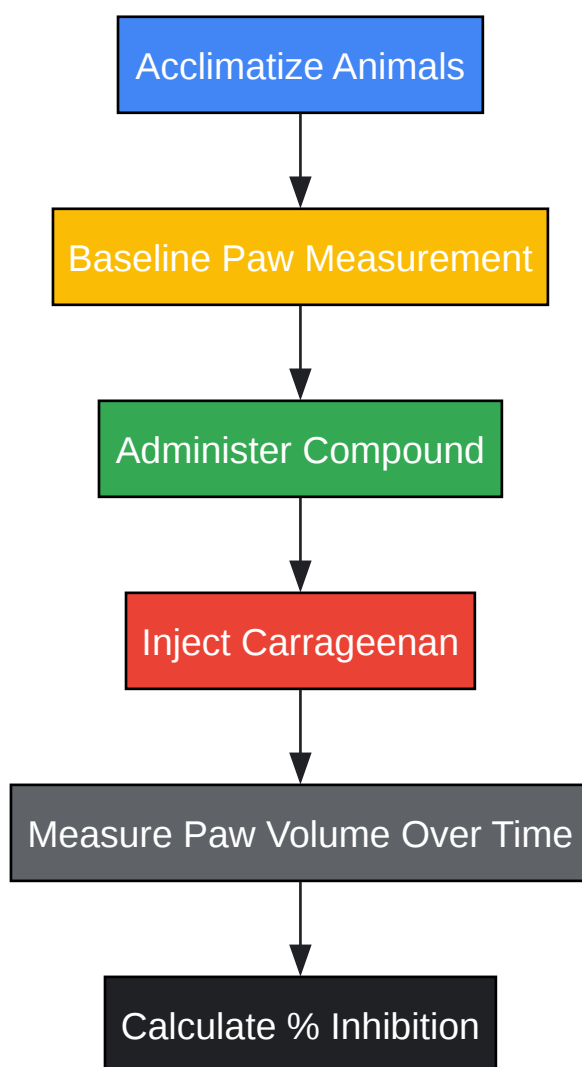 Acclimatize Animals
Baseline Paw Measurement
Administer Compound
Inject Carrageenan
Measure Paw Volume Over Time
Calculate % Inhibition